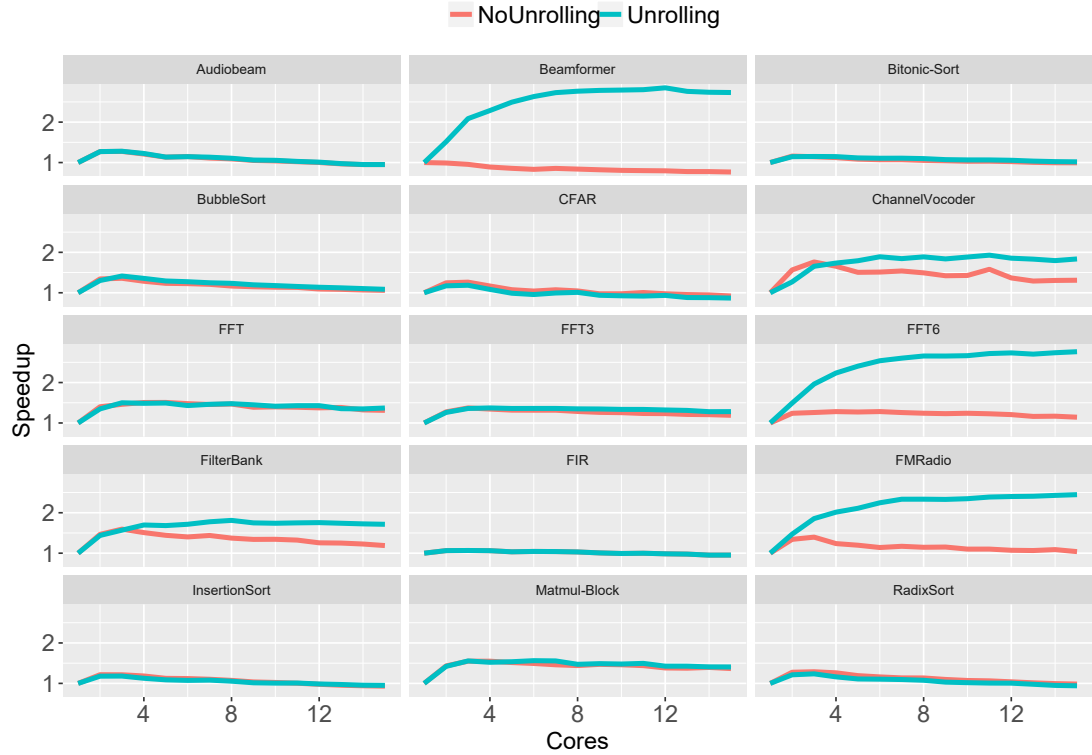 NoUnrolling Unrolling
Audiobeam Beamformer Bitonic-Sort
2
1
BubbleSort CFAR ChannelVocoder
2
1
FFT FFT3 FFT6
2
1
Speedup
FilterBank FIR FMRadio
2
1
InsertionSort Matmul-Block RadixSort
2
1
4 8 12 4 8 12 4 8 12
Cores